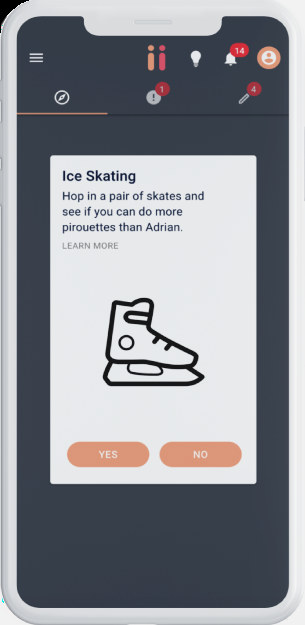 14
1
4
Ice Skating
Hop in a pair of skates and
see if you can do more
pirouettes than Adrian.
LEARN MORE
YES
NO